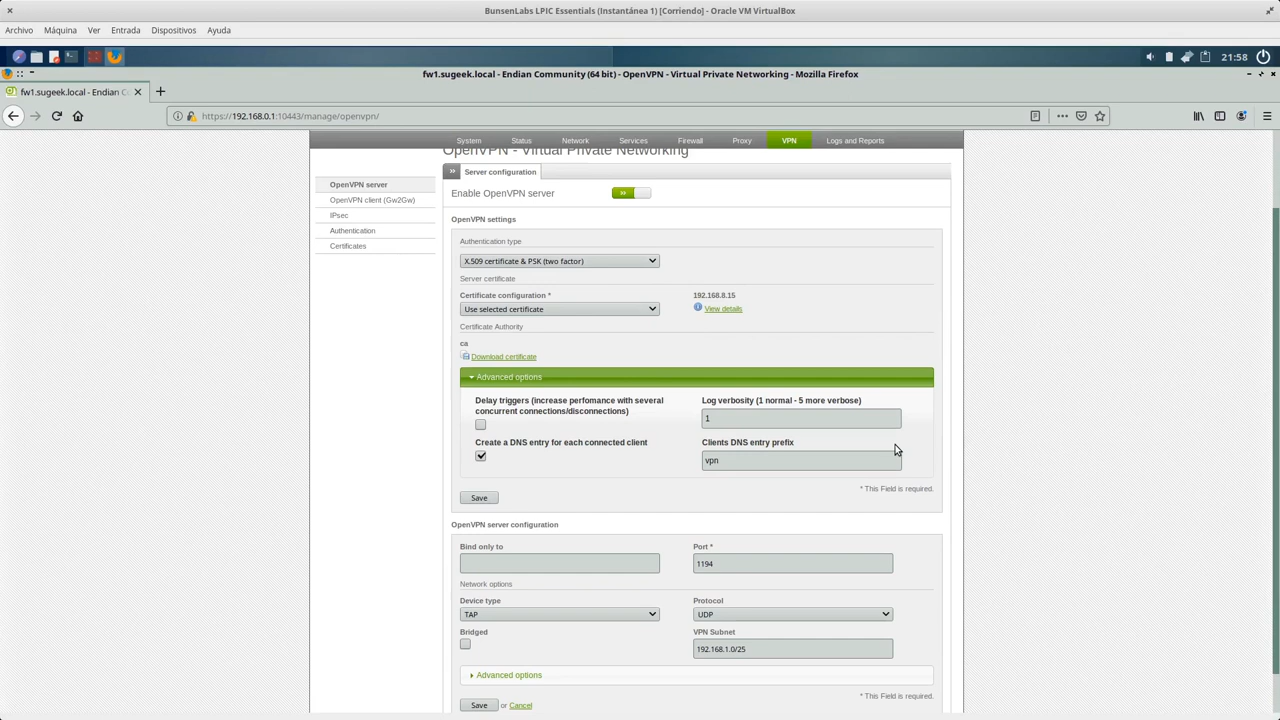 BunsenLabs LPIC Essentials (Instantánea 1) [Corriendo] - Oracle VM VirtualBox
Archivo Máquina Ver Entrada Dispositivos Ayuda
21:58
fw1.sugeek.local - Endian Community (64 bit) - OpenVPN - Virtual Private Networking - Mozilla Firefox
fw1.sugeek.local - Endian C
https://192.168.0.1:10443/manage/openvpn/
System Status Network Services Firewall Proxy VPN Logs and Reports
OpenVPN - Virtual Private Networking
Server configuration
OpenVPN server
OpenVPN client (Gw2Gw)
IPsec
Authentication
Certificates
Enable OpenVPN server
OpenVPN settings
Authentication type
X.509 certificate & PSK (two factor)
Server certificate
Certificate configuration * 192.168.8.15
Use selected certificate View details
Certificate Authority
ca
Download certificate
Advanced options
Delay triggers (increase perfomance with several
concurrent connections/disconnections)
Log verbosity (1 normal - 5 more verbose)
1
Create a DNS entry for each connected client
Clients DNS entry prefix
vpn
* This Field is required.
Save
OpenVPN server configuration
Bind only to Port *
1194
Network options
Device type Protocol
TAP UDP
Bridged VPN Subnet
192.168.1.0/25
Advanced options
* This Field is required.
Save or Cancel